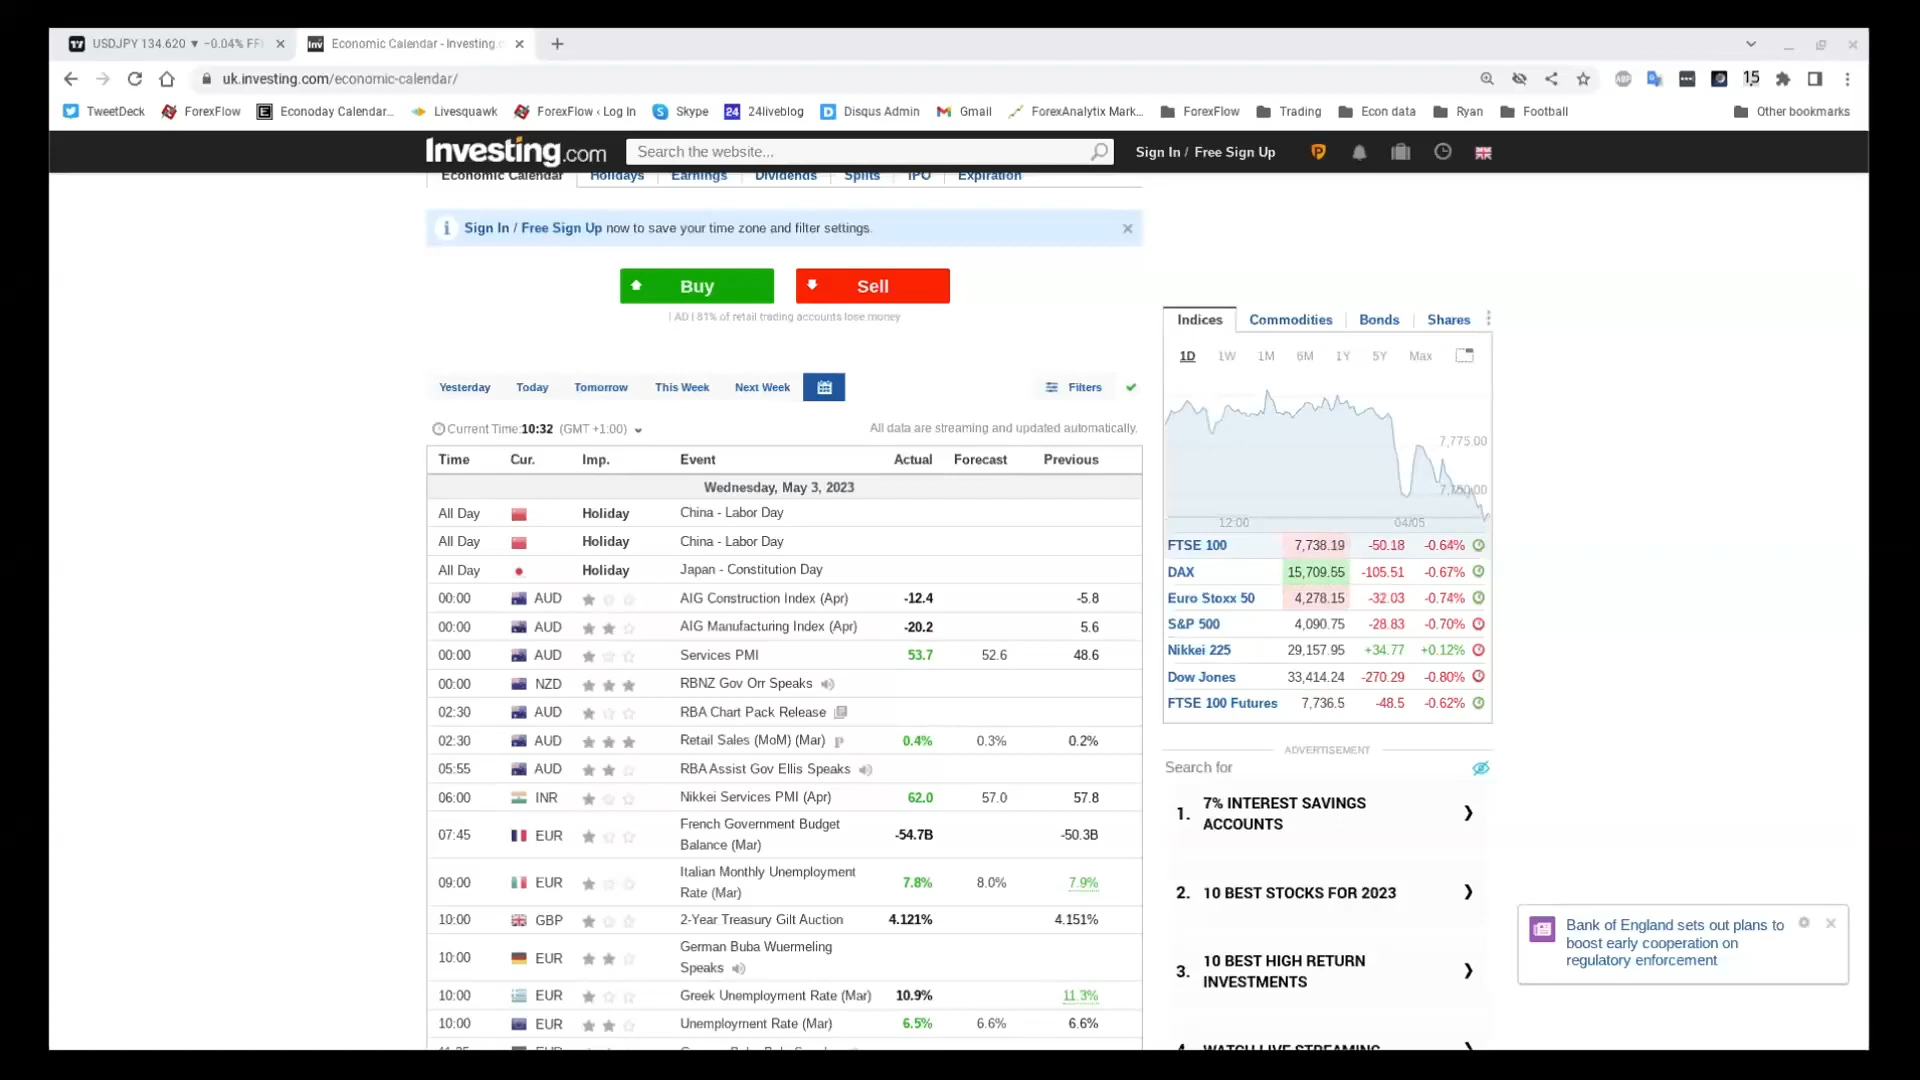 USDJPY 134.620 ▼ −0.04% FF
Economic Calendar - Investing.c
uk.investing.com/economic-calendar/
15
TweetDeck
ForexFlow
Econoday Calendar...
Livesquawk
ForexFlow ‹ Log In
Skype
24
24liveblog
Disqus Admin
Gmail
ForexAnalytix Mark...
ForexFlow
Trading
Econ data
Ryan
Football
Other bookmarks
Investing.com
Search the website...
Sign In / Free Sign Up
Economic Calendar Holidays Earnings Dividends Splits IPO Expiration
Sign In / Free Sign Up now to save your time zone and filter settings.
Buy
Sell
| AD | 81% of retail trading accounts lose money
Yesterday Today Tomorrow This Week Next Week
Filters
Current Time:10:32 (GMT +1:00)
All data are streaming and updated automatically.
Time Cur. Imp. Event Actual Forecast Previous
Wednesday, May 3, 2023
All Day Holiday China - Labor Day
All Day Holiday China - Labor Day
All Day Holiday Japan - Constitution Day
00:00 AUD AIG Construction Index (Apr) -12.4 -5.8
00:00 AUD AIG Manufacturing Index (Apr) -20.2 5.6
00:00 AUD Services PMI 53.7 52.6 48.6
00:00 NZD RBNZ Gov Orr Speaks
02:30 AUD RBA Chart Pack Release
02:30 AUD Retail Sales (MoM) (Mar) P 0.4% 0.3% 0.2%
05:55 AUD RBA Assist Gov Ellis Speaks
06:00 INR Nikkei Services PMI (Apr) 62.0 57.0 57.8
07:45 EUR French Government Budget
Balance (Mar) -54.7B -50.3B
09:00 EUR Italian Monthly Unemployment
Rate (Mar) 7.8% 8.0% 7.9%
10:00 GBP 2-Year Treasury Gilt Auction 4.121% 4.151%
10:00 EUR German Buba Wuermeling
Speaks
10:00 EUR Greek Unemployment Rate (Mar) 10.9% 11.3%
10:00 EUR Unemployment Rate (Mar) 6.5% 6.6% 6.6%
Indices Commodities Bonds Shares
1D 1W 1M 6M 1Y 5Y Max
7,775.00
7,750.00
12:00 04/05
FTSE 100 7,738.19 -50.18 -0.64%
DAX 15,709.55 -105.51 -0.67%
Euro Stoxx 50 4,278.15 -32.03 -0.74%
S&P 500 4,090.75 -28.83 -0.70%
Nikkei 225 29,157.95 +34.77 +0.12%
Dow Jones 33,414.24 -270.29 -0.80%
FTSE 100 Futures 7,736.5 -48.5 -0.62%
ADVERTISEMENT
Search for
1. 7% INTEREST SAVINGS
ACCOUNTS
2. 10 BEST STOCKS FOR 2023
3. 10 BEST HIGH RETURN
INVESTMENTS
4. WATCH LIVE STREAMING
Bank of England sets out plans to
boost early cooperation on
regulatory enforcement